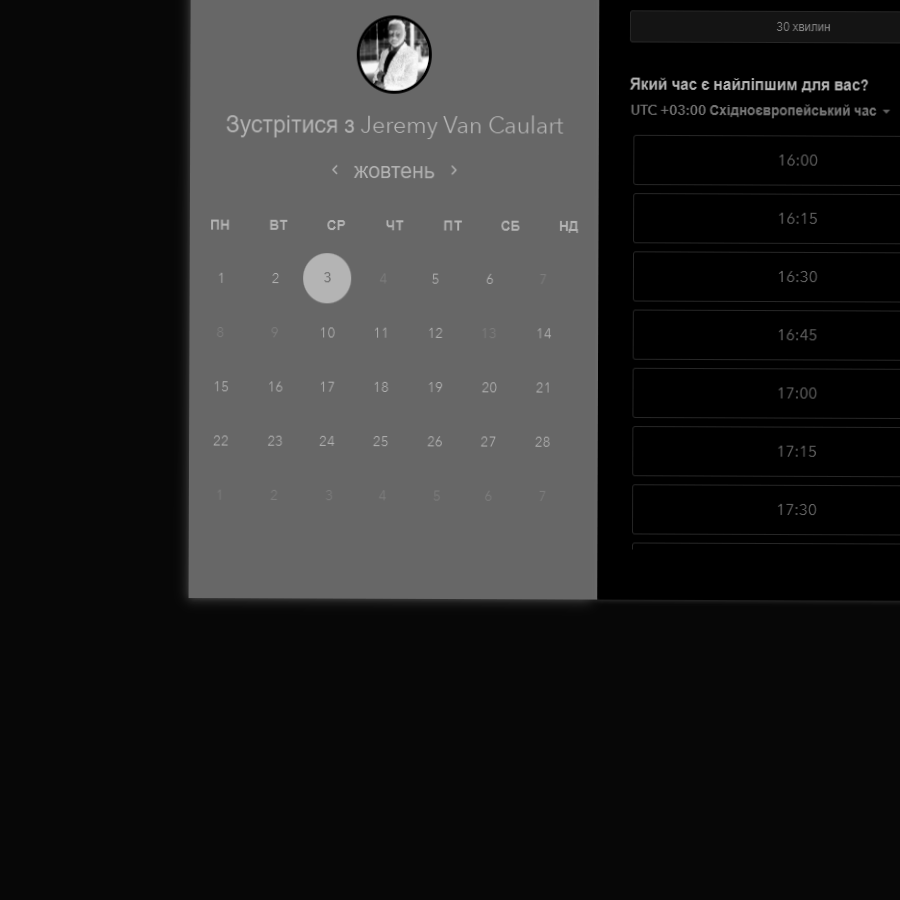 Зустрітися з Jeremy Van Caulart
жовтень
ПН ВТ СР ЧТ ПТ СБ НД
1 2 3 4 5 6 7
8 9 10 11 12 13 14
15 16 17 18 19 20 21
22 23 24 25 26 27 28
1 2 3 4 5 6 7
30 хвилин
Який час є найліпшим для вас?
UTC +03:00 Східноєвропейський час
16:00
16:15
16:30
16:45
17:00
17:15
17:30